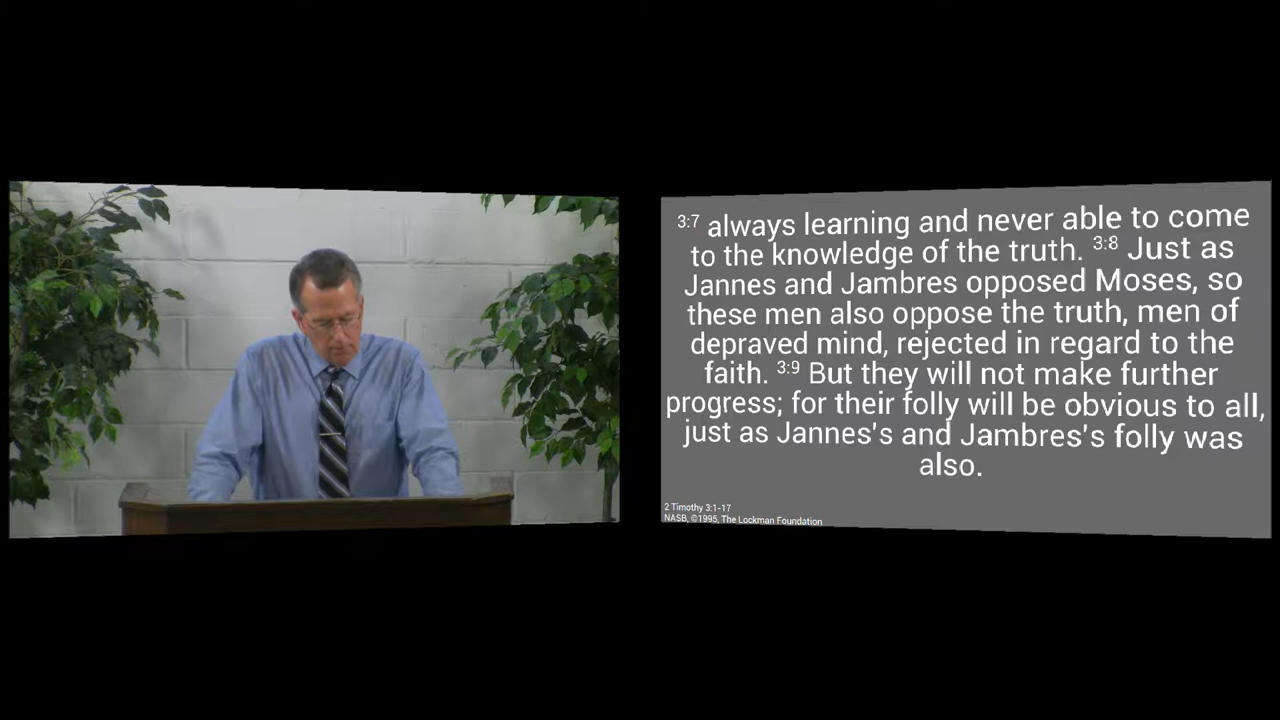 3:7 always learning and never able to come
to the knowledge of the truth. 3:8 Just as
Jannes and Jambres opposed Moses, so
these men also oppose the truth, men of
depraved mind, rejected in regard to the
faith. 3:9 But they will not make further
progress; for their folly will be obvious to all,
just as Jannes's and Jambres's folly was
also.
2 Timothy 3:1-17
NASB, ©1995, The Lockman Foundation